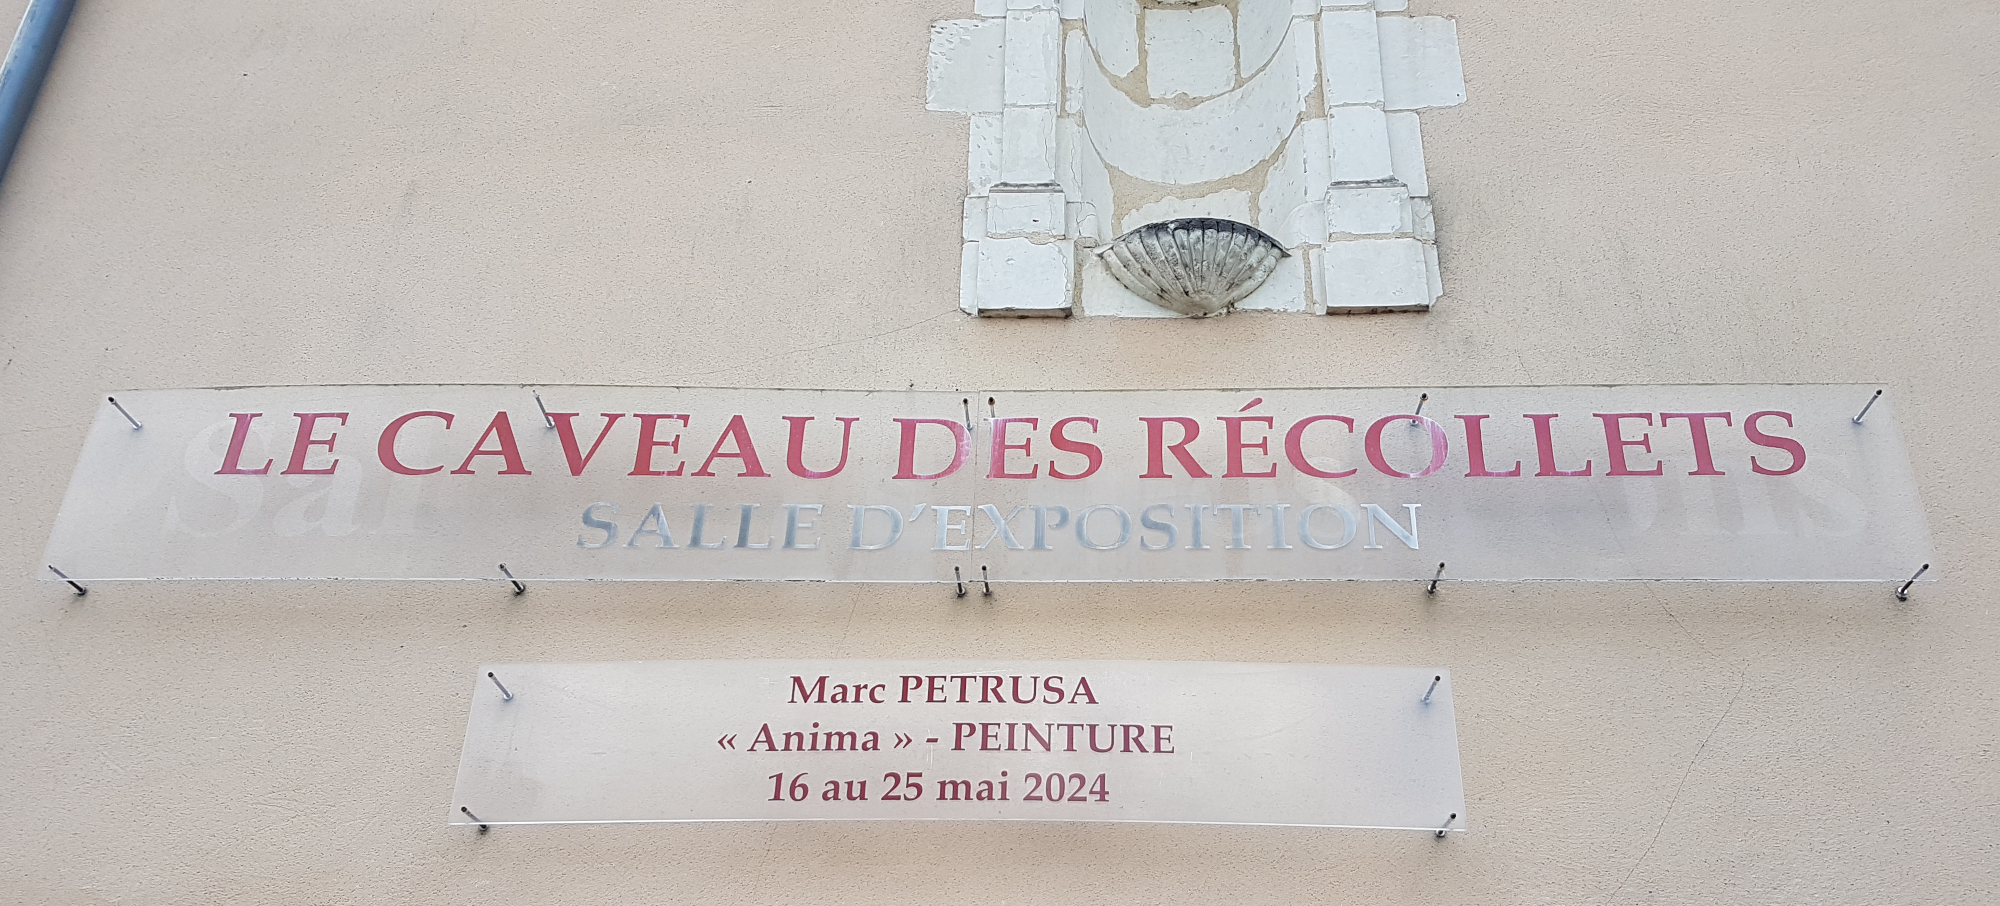 LE CAVEAU DES RÉCOLLETS
SALLE D'EXPOSITION
Marc PETRUSA
« Anima » - PEINTURE
16 au 25 mai 2024